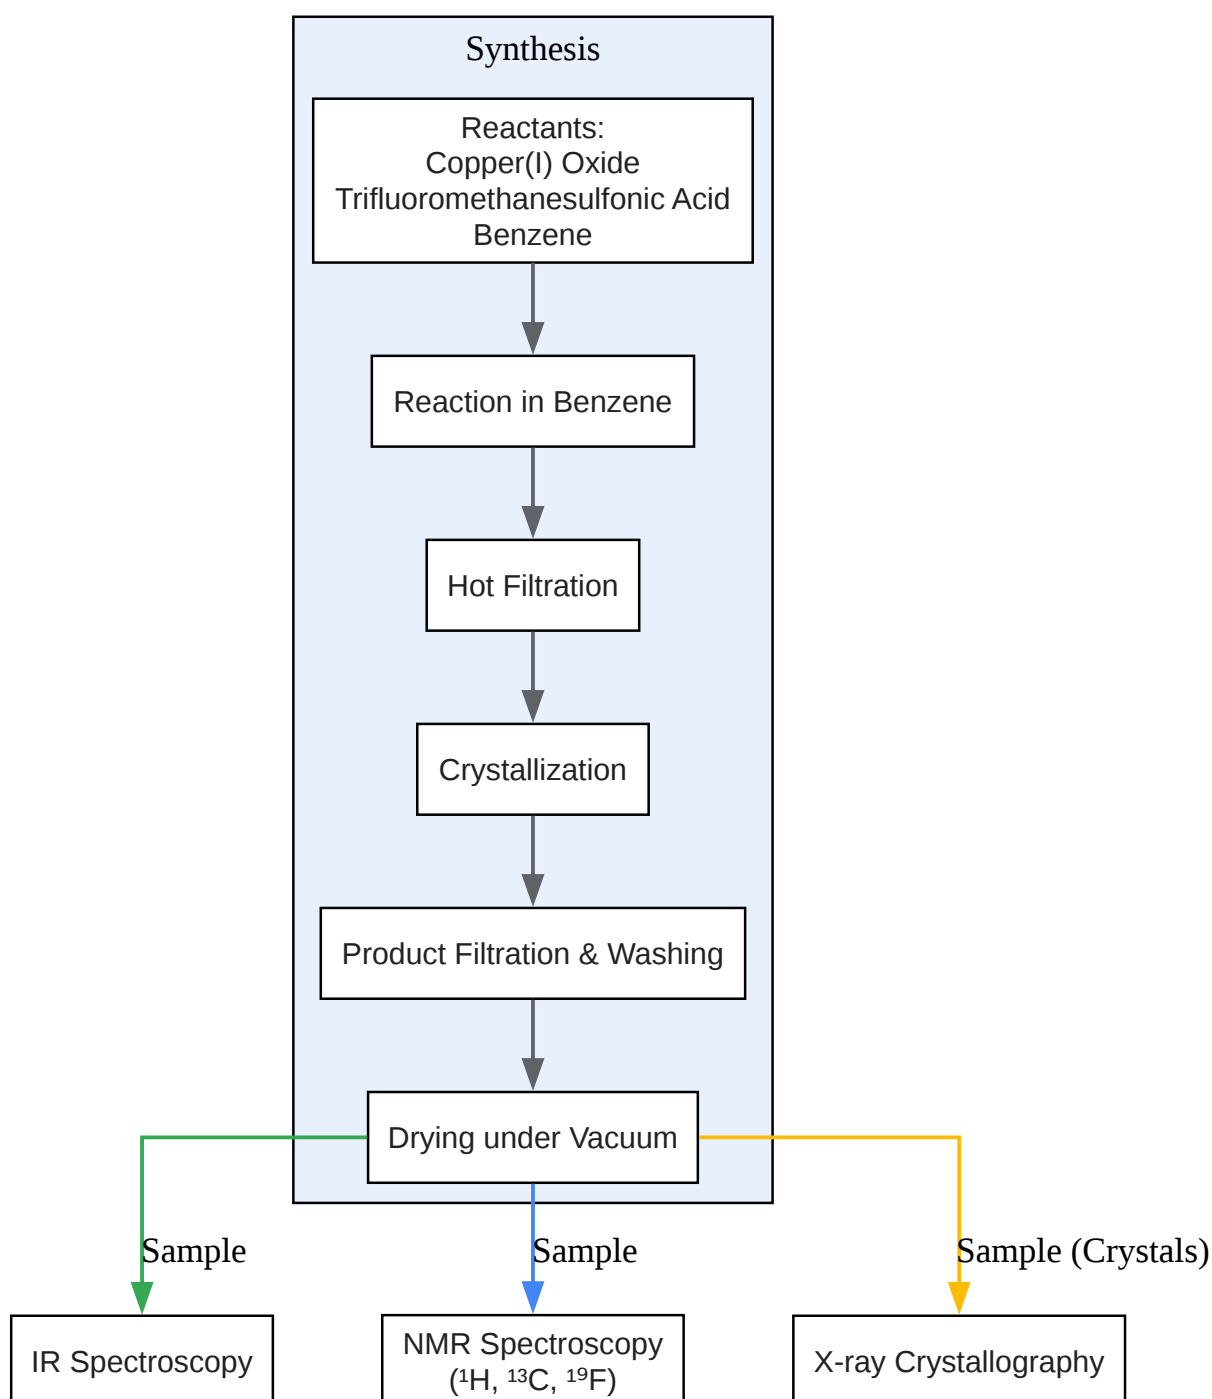 Synthesis
Reactants:
Copper(I) Oxide
Trifluoromethanesulfonic Acid
Benzene
Reaction in Benzene
Hot Filtration
Crystallization
Product Filtration & Washing
Drying under Vacuum
Sample
Sample
Sample (Crystals)
IR Spectroscopy
NMR Spectroscopy
(¹H, ¹³C, ¹⁹F)
X-ray Crystallography